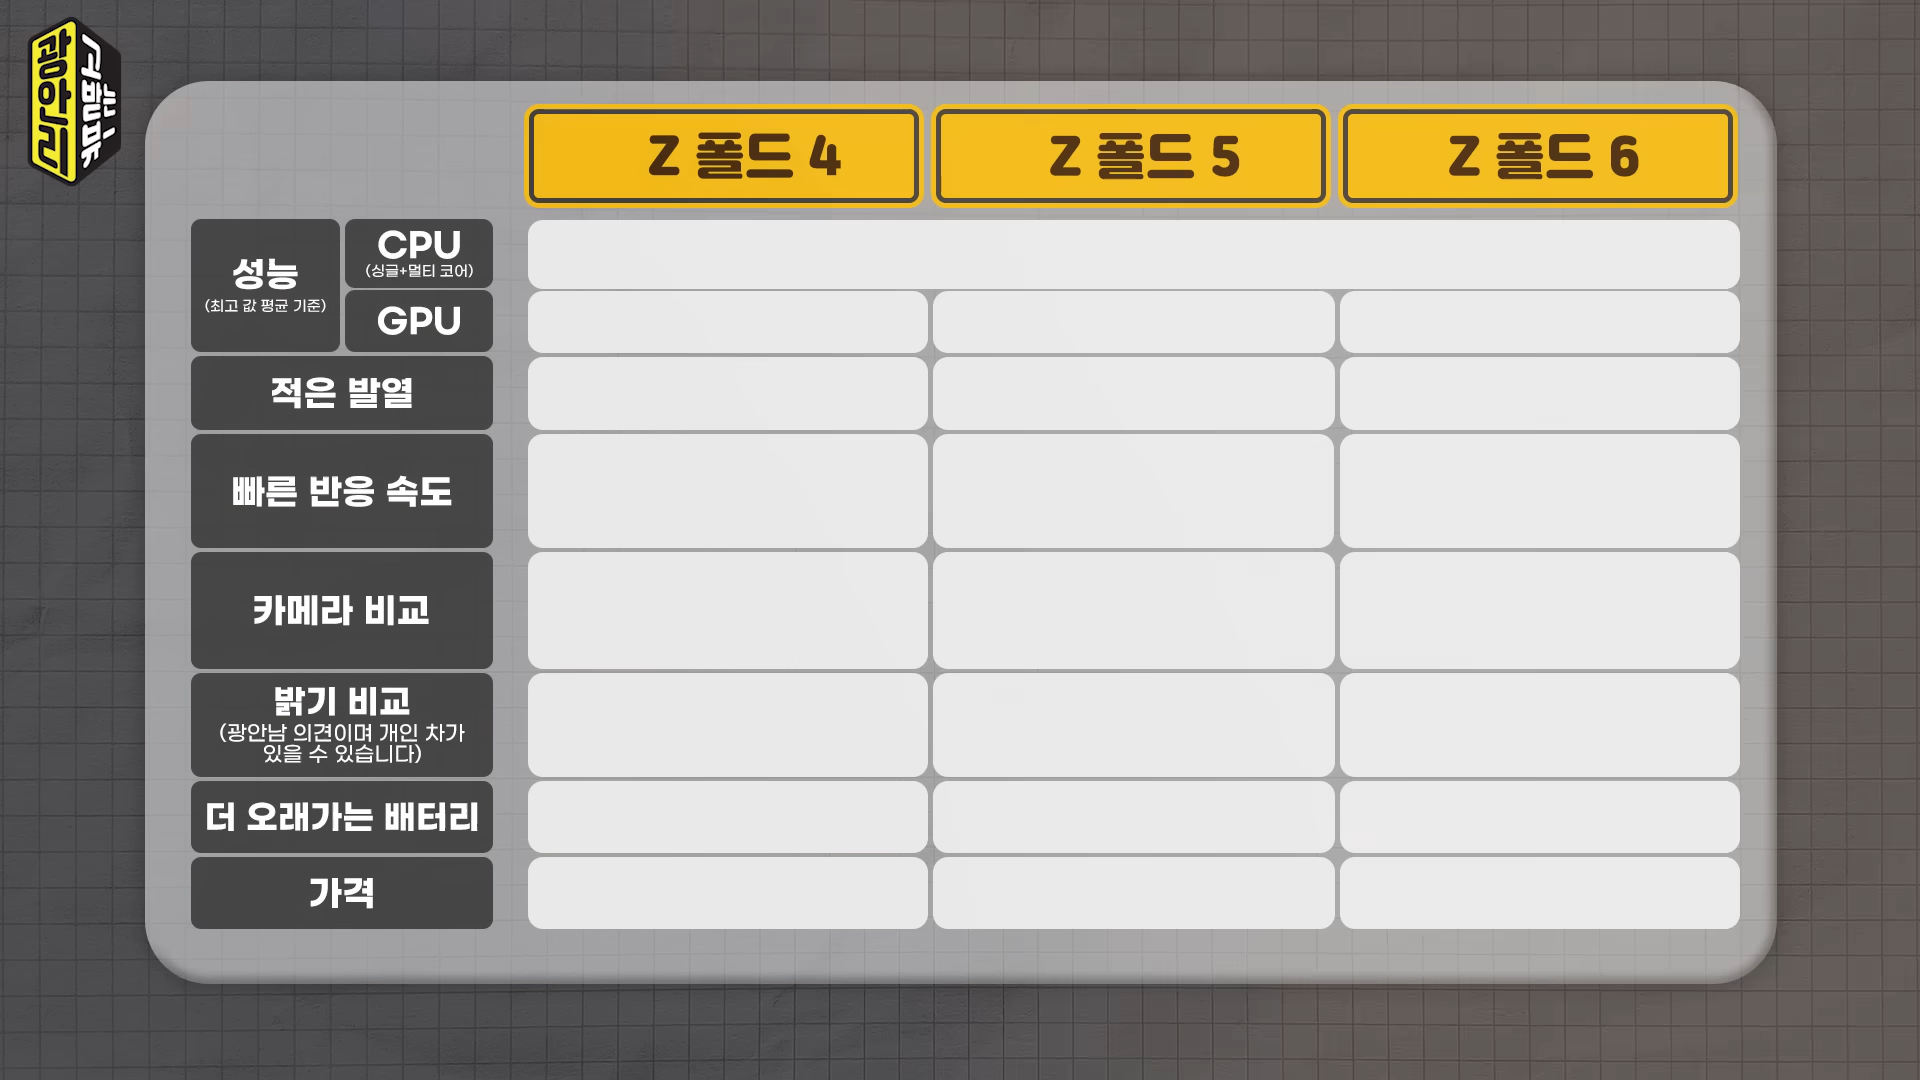 광안리
고밥뷰
Z 폴드 4
Z 폴드 5
Z 폴드 6
성능
(최고 값 평균 기준)
CPU
(싱글+멀티 코어)
GPU
적은 발열
빠른 반응 속도
카메라 비교
밝기 비교
(광안남 의견이며 개인 차가
있을 수 있습니다)
더 오래가는 배터리
가격